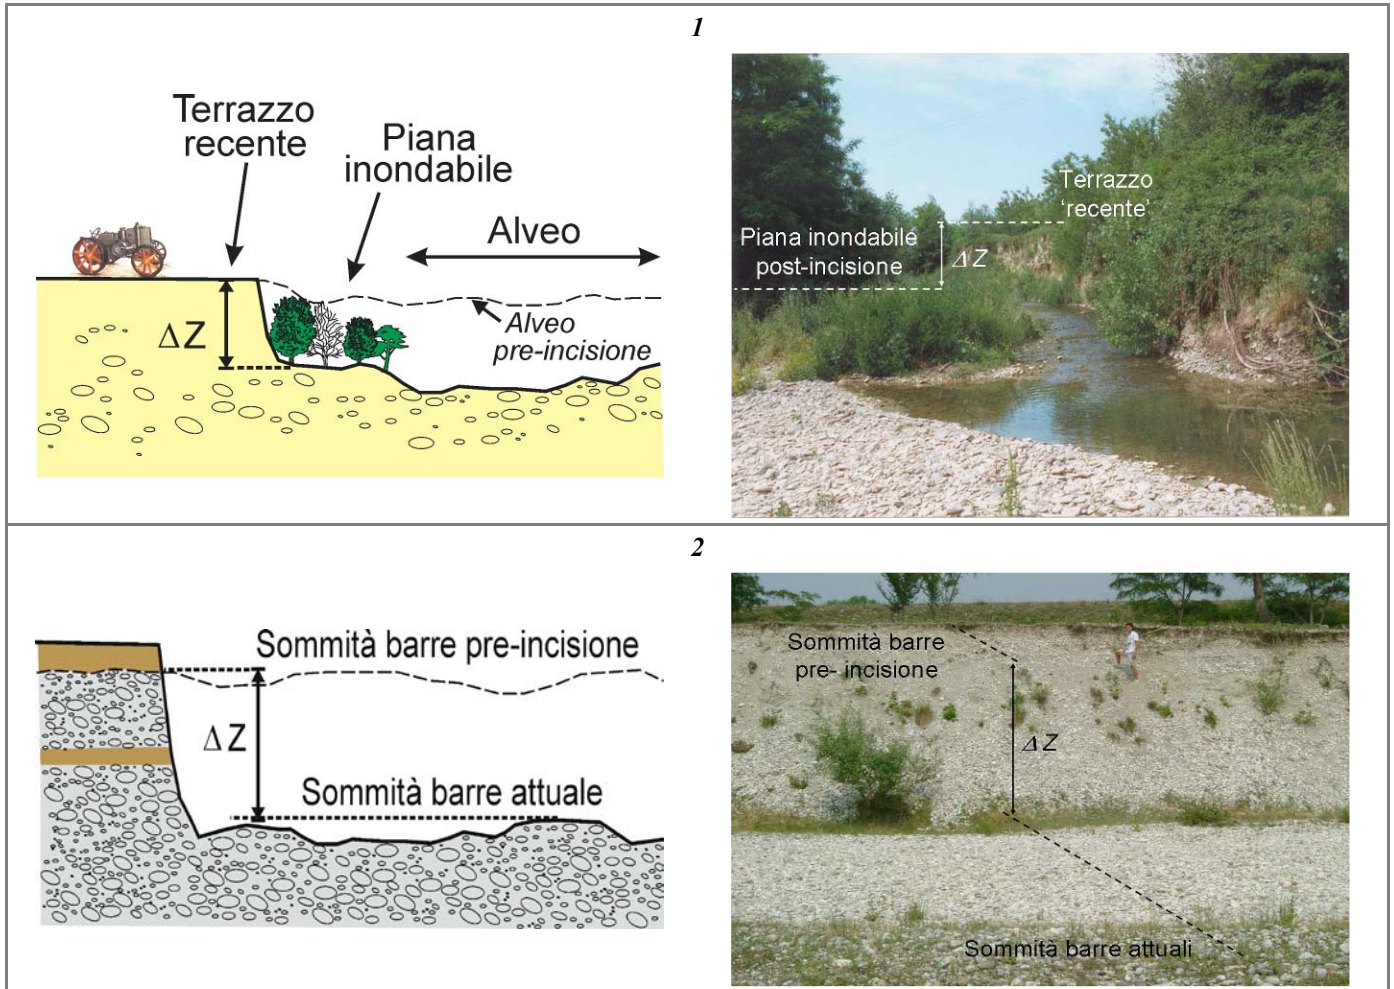 1
Terrazzo
recente
Piana
inondabile
Alveo
ΔZ
Alveo
pre-incisione
Terrazzo
'recente'
Piana inondabile
post-incisione
ΔZ
2
Sommità barre pre-incisione
ΔZ
Sommità barre attuale
Sommità barre
pre- incisione
ΔZ
Sommità barre attuali